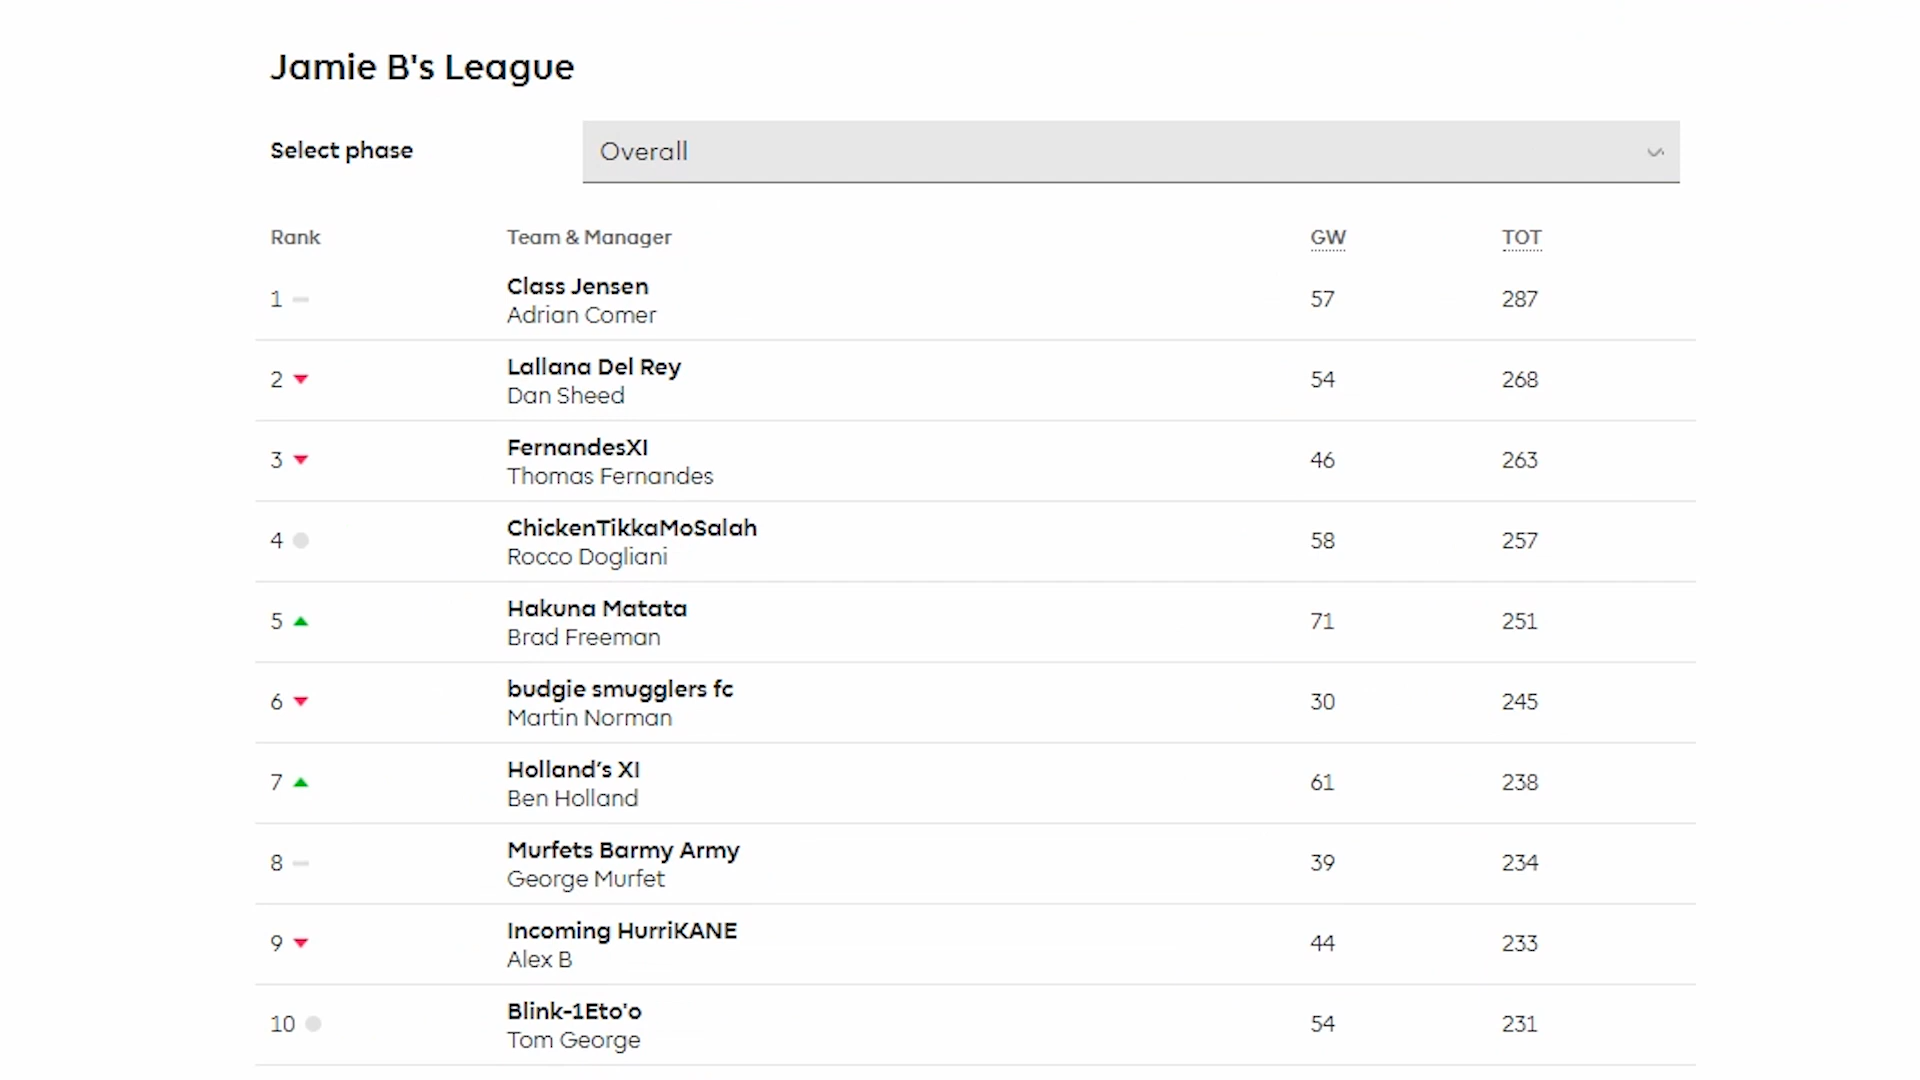 Jamie B's League
Select phase
Overall
Rank Team & Manager GW TOT
1 Class Jensen 57 287
Adrian Comer
2 Lallana Del Rey 54 268
Dan Sheed
3 FernandesXI 46 263
Thomas Fernandes
4 ChickenTikkaMoSalah 58 257
Rocco Dogliani
5 Hakuna Matata 71 251
Brad Freeman
6 budgie smugglers fc 30 245
Martin Norman
7 Holland’s XI 61 238
Ben Holland
8 Murfets Barmy Army 39 234
George Murfet
9 Incoming HurriKANE 44 233
Alex B
10 Blink-1Eto'o 54 231
Tom George